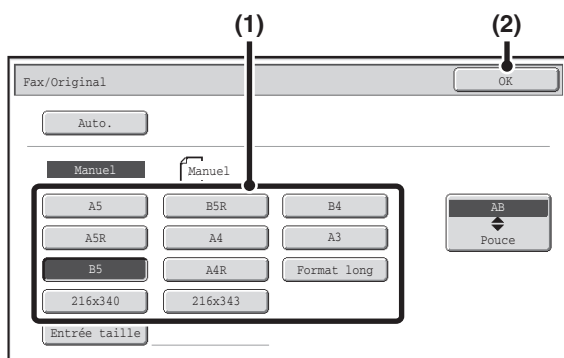 (1) (2)
Fax/Original OK
Auto.
Manuel Manuel
A5 B5R B4
A5R A4 A3
B5 A4R Format long
216x340 216x343
Entrée taille
AB
Pouce